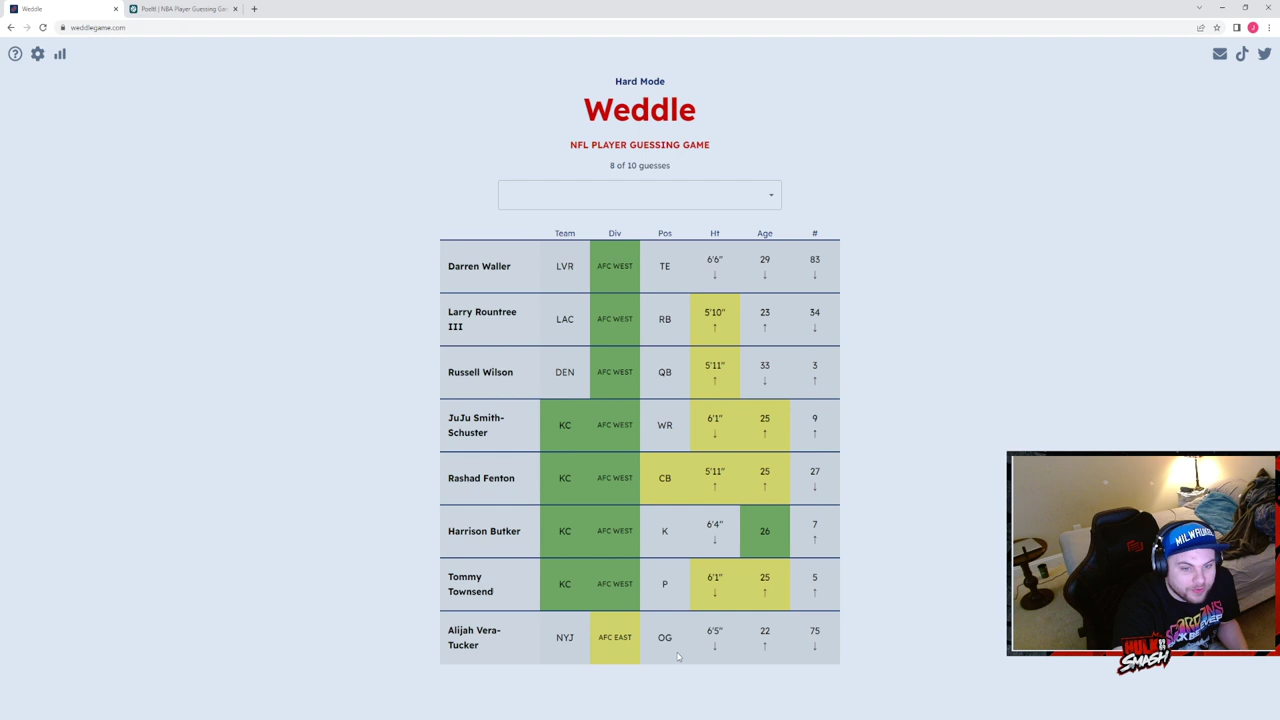 Weddle
Poeltl | NBA Player Guessing Ga
weddlegame.com
J
Hard Mode
Weddle
NFL PLAYER GUESSING GAME
8 of 10 guesses
Team Div Pos Ht Age #
Darren Waller LVR AFC WEST TE 6'6" ↓ 29 ↓ 83 ↓
Larry Rountree III LAC AFC WEST RB 5'10" ↑ 23 ↑ 34 ↓
Russell Wilson DEN AFC WEST QB 5'11" ↑ 33 ↓ 3 ↑
JuJu Smith-Schuster KC AFC WEST WR 6'1" ↓ 25 ↑ 9 ↑
Rashad Fenton KC AFC WEST CB 5'11" ↑ 25 ↑ 27 ↓
Harrison Butker KC AFC WEST K 6'4" ↓ 26 7 ↑
Tommy Townsend KC AFC WEST P 6'1" ↓ 25 ↑ 5 ↑
Alijah Vera-Tucker NYJ AFC EAST OG 6'5" ↓ 22 ↑ 75 ↓
MILWAUKEE
HULK
SMASH